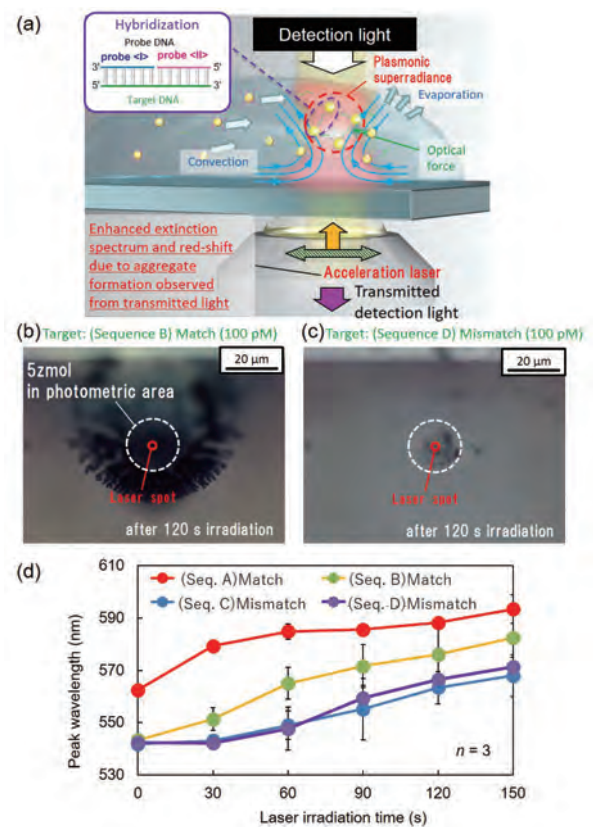 (a)
Hybridization
Probe DNA
probe <I> probe <II>
3' 5'
5' 3'
Target DNA
Detection light
Plasmonic
superradiance
Evaporation
Convection
Optical
force
Enhanced extinction
spectrum and red-shift
due to aggregate
formation observed
from transmitted light
Acceleration laser
Transmitted
detection light
(b) Target: (Sequence B) Match (100 pM)
20 μm
5zmol
in photometric area
Laser spot
after 120 s irradiation
(c) Target: (Sequence D) Mismatch (100 pM)
20 μm
Laser spot
after 120 s irradiation
(d)
(Seq. A)Match (Seq. B)Match
(Seq. C)Mismatch (Seq. D)Mismatch
Peak wavelength (nm)
610
590
570
550
530
n = 3
0 30 60 90 120 150
Laser irradiation time (s)